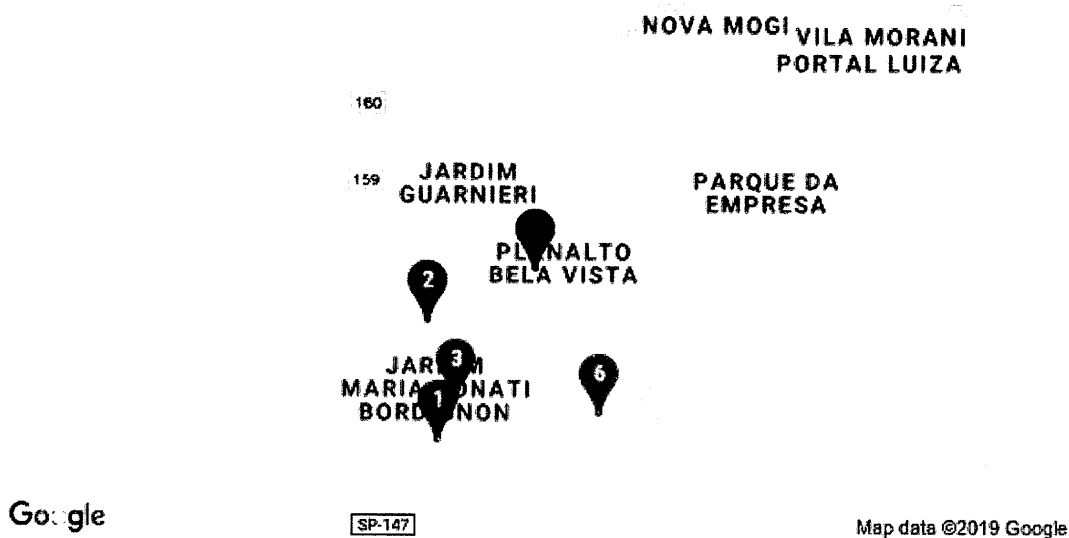 NOVA MOGI
VILA MORANI
PORTAL LUIZA
160
159
JARDIM
GUARNIERI
PARQUE DA
EMPRESA
BELA VISTA
2
3
6
1
Google
SP-147
Map data ©2019 Google